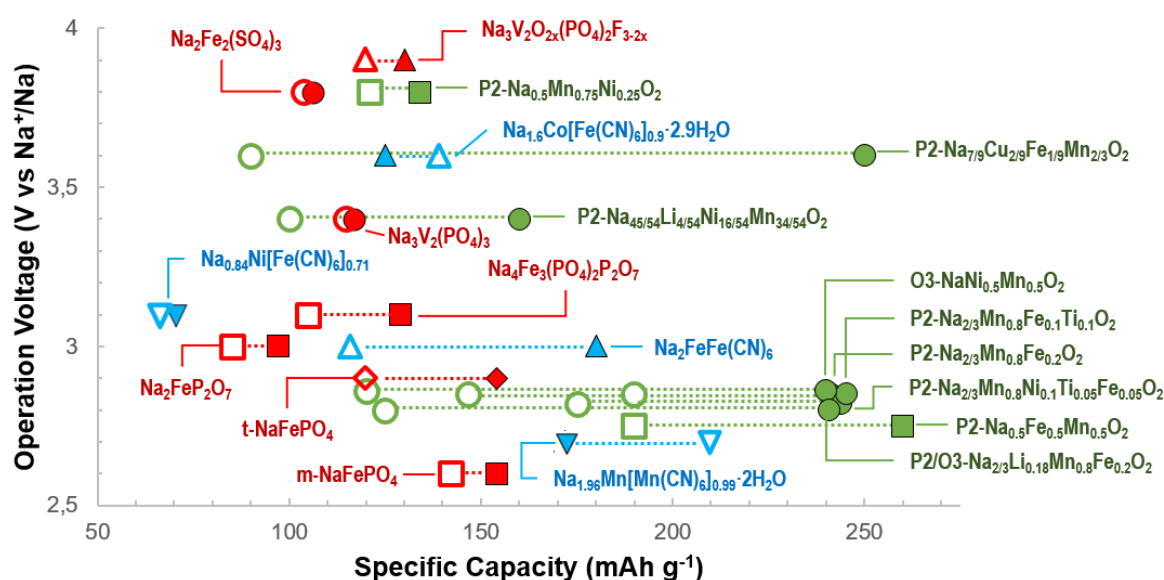 4
Na₂Fe₂(SO₄)₃
Na₃V₂O₂ₓ(PO₄)₂F₃₋₂ₓ
P2-Na₀.₅Mn₀.₇₅Ni₀.₂₅O₂
Na₁.₆Co[Fe(CN)₆]₀.₉·2.9H₂O
P2-Na₇/₉Cu₂/₉Fe₁/₉Mn₂/₃O₂
3,5
P2-Na₄₅/₅₄Li₄/₅₄Ni₁₆/₅₄Mn₃₄/₅₄O₂
Na₃V₂(PO₄)₃
Na₀.₈₄Ni[Fe(CN)₆]₀.₇₁
Na₄Fe₃(PO₄)₂P₂O₇
O3-NaNi₀.₅Mn₀.₅O₂
P2-Na₂/₃Mn₀.₈Fe₀.₁Ti₀.₁O₂
3
Na₂FeFe(CN)₆
P2-Na₂/₃Mn₀.₈Fe₀.₂O₂
Na₂FeP₂O₇
P2-Na₂/₃Mn₀.₈Ni₀.₁Ti₀.₀₅Fe₀.₀₅O₂
t-NaFePO₄
P2-Na₀.₅Fe₀.₅Mn₀.₅O₂
P2/O3-Na₂/₃Li₀.₁₈Mn₀.₈Fe₀.₂O₂
m-NaFePO₄
Na₁.₉₆Mn[Mn(CN)₆]₀.₉₉·2H₂O
2,5
50
100
150
200
250
Specific Capacity (mAh g⁻¹)
Operation Voltage (V vs Na⁺/Na)